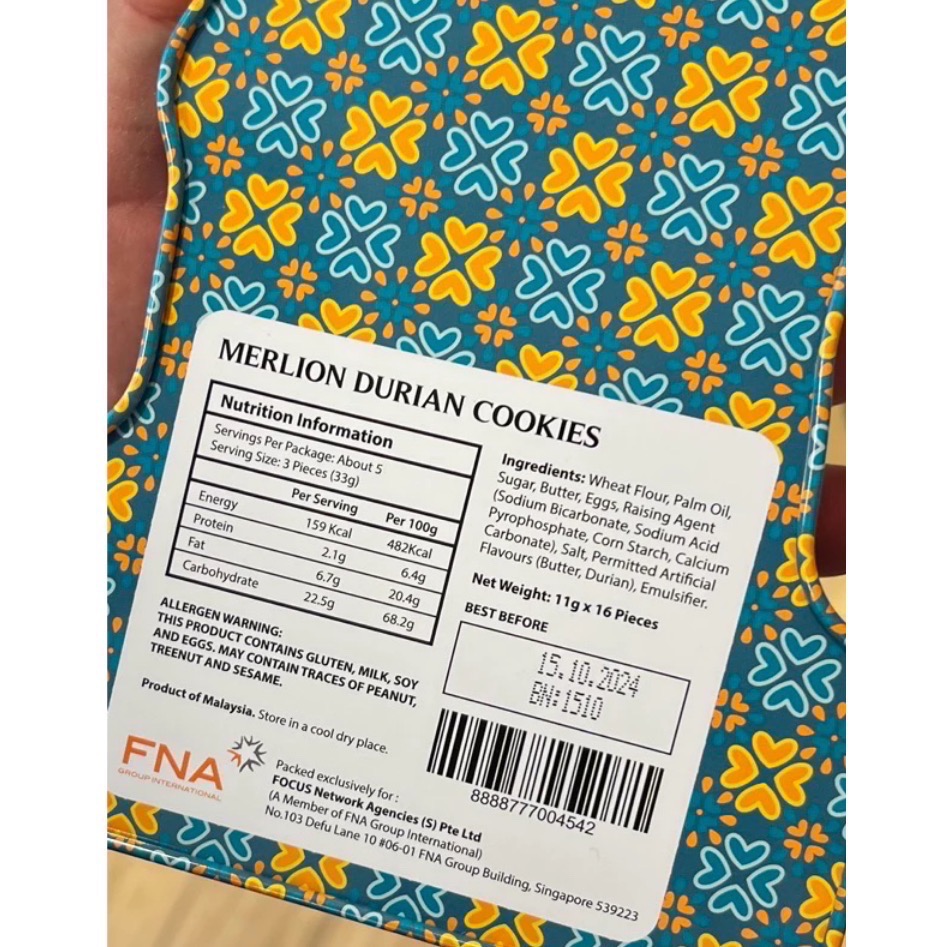 MERLION DURIAN COOKIES
Nutrition Information
Servings Per Package: About 5
Serving Size: 3 Pieces (33g)
Per Serving Per 100g
Energy 159 Kcal 482Kcal
Protein 2.1g 6.4g
Fat 6.7g 20.4g
Carbohydrate 22.5g 68.2g
ALLERGEN WARNING:
THIS PRODUCT CONTAINS GLUTEN, MILK, SOY
AND EGGS. MAY CONTAIN TRACES OF PEANUT,
TREENUT AND SESAME.
Product of Malaysia. Store in a cool dry place.
Ingredients: Wheat Flour, Palm Oil,
Sugar, Butter, Eggs, Raising Agent
(Sodium Bicarbonate, Sodium Acid
Pyrophosphate, Corn Starch, Calcium
Carbonate), Salt, Permitted Artificial
Flavours (Butter, Durian), Emulsifier.
Net Weight: 11g x 16 Pieces
BEST BEFORE
15.10.2024
BN:1510
8888777004542
FNA
GROUP INTERNATIONAL
Packed exclusively for :
FOCUS Network Agencies (S) Pte Ltd
(A Member of FNA Group International)
No.103 Defu Lane 10 #06-01 FNA Group Building, Singapore 539223